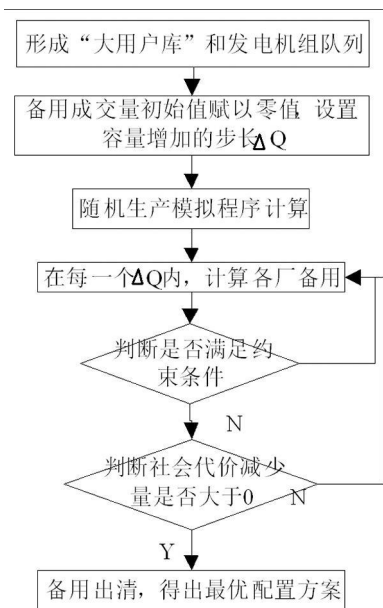 形成“大用户库”和发电机组队列
备用成交量初始值赋以零值，设置
容量增加的步长ΔQ
随机生产模拟程序计算
在每一个ΔQ内，计算各厂备用
判断是否满足约
束条件
N
判断社会代价减少
量是否大于0
N
Y
备用出清，得出最优配置方案